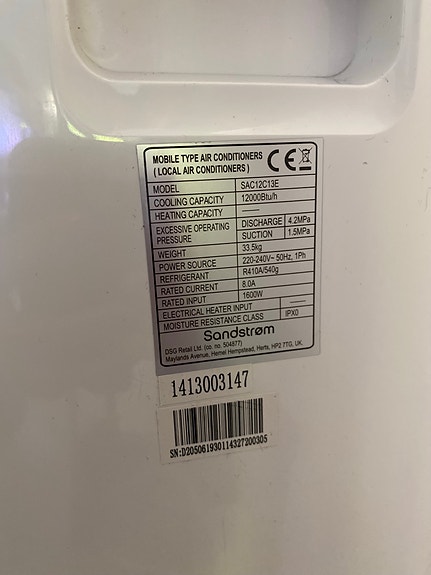 MOBILE TYPE AIR CONDITIONERS
( LOCAL AIR CONDITIONERS )
CE
MODEL SAC12C13E
COOLING CAPACITY 12000Btu/h
HEATING CAPACITY ——
EXCESSIVE OPERATING PRESSURE DISCHARGE 4.2MPa
SUCTION 1.5MPa
WEIGHT 33.5kg
POWER SOURCE 220-240V~ 50Hz, 1Ph
REFRIGERANT R410A/540g
RATED CURRENT 8.0A
RATED INPUT 1600W
ELECTRICAL HEATER INPUT ——
MOISTURE RESISTANCE CLASS IPX0
Sandstrøm
DSG Retail Ltd. (co. no. 504877)
Maylands Avenue, Hemel Hempstead, Herts, HP2 7TG, UK.
1413003147
SN:D205061930114327200305